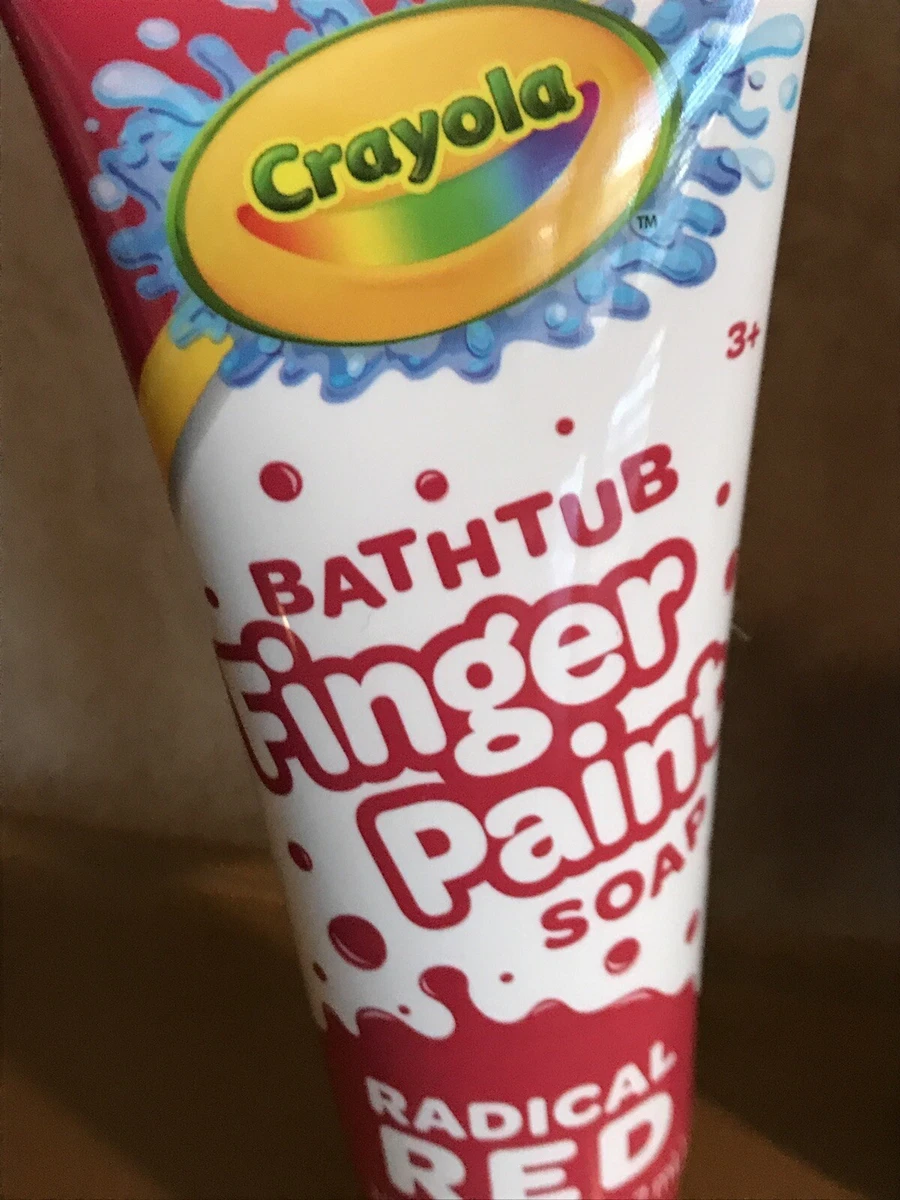 Crayola
TM
3+
BATHTUB
Finger
Paint
SOAP
RADICAL
RED